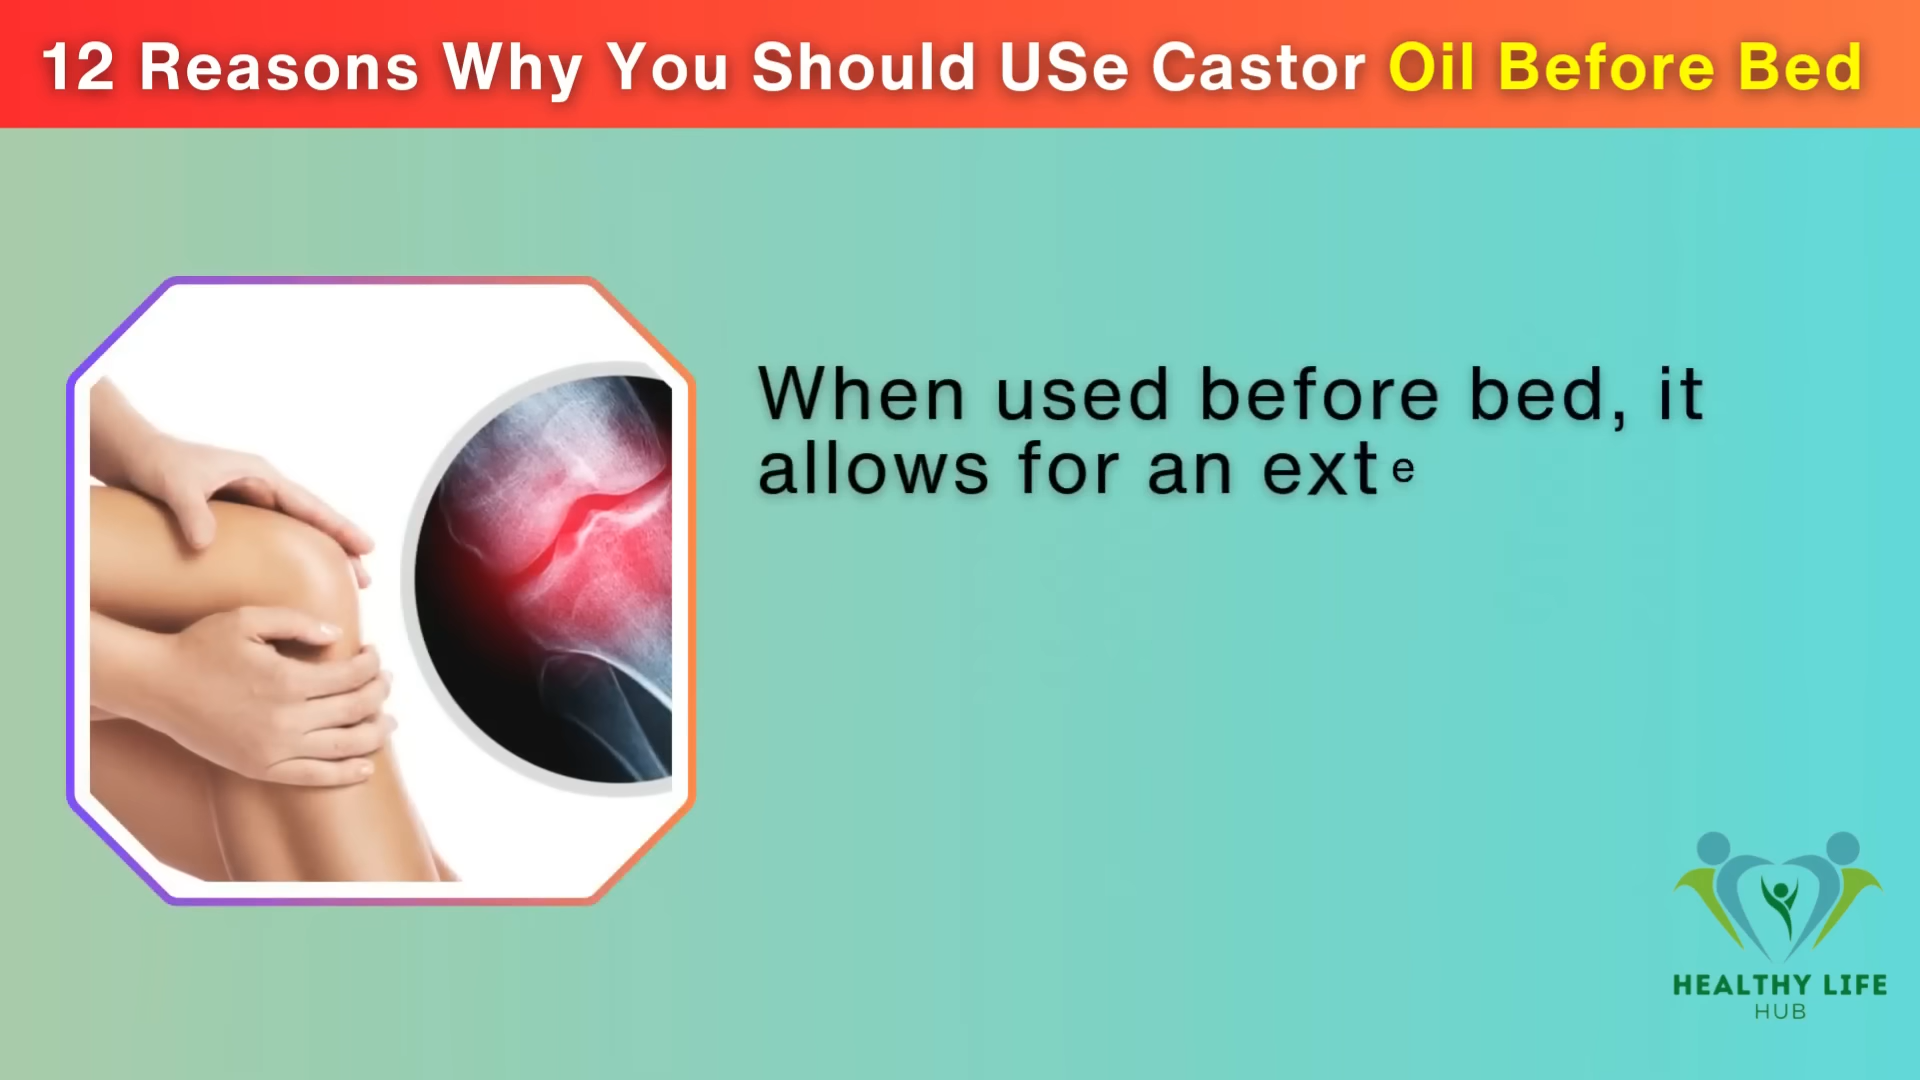 12 Reasons Why You Should USe Castor Oil Before Bed
When used before bed, it
allows for an exte
HEALTHY LIFE
HUB